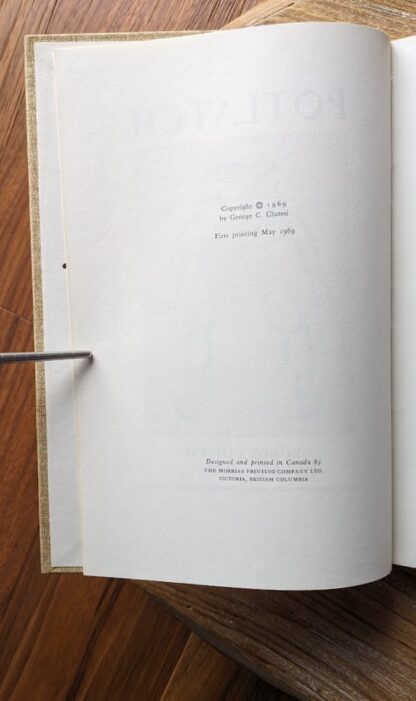 POTLATCH
Copyright © 1969
by George C. Clutesi
First printing May 1969
Designed and printed in Canada by
THE MORRISS PRINTING COMPANY LTD.
VICTORIA, BRITISH COLUMBIA